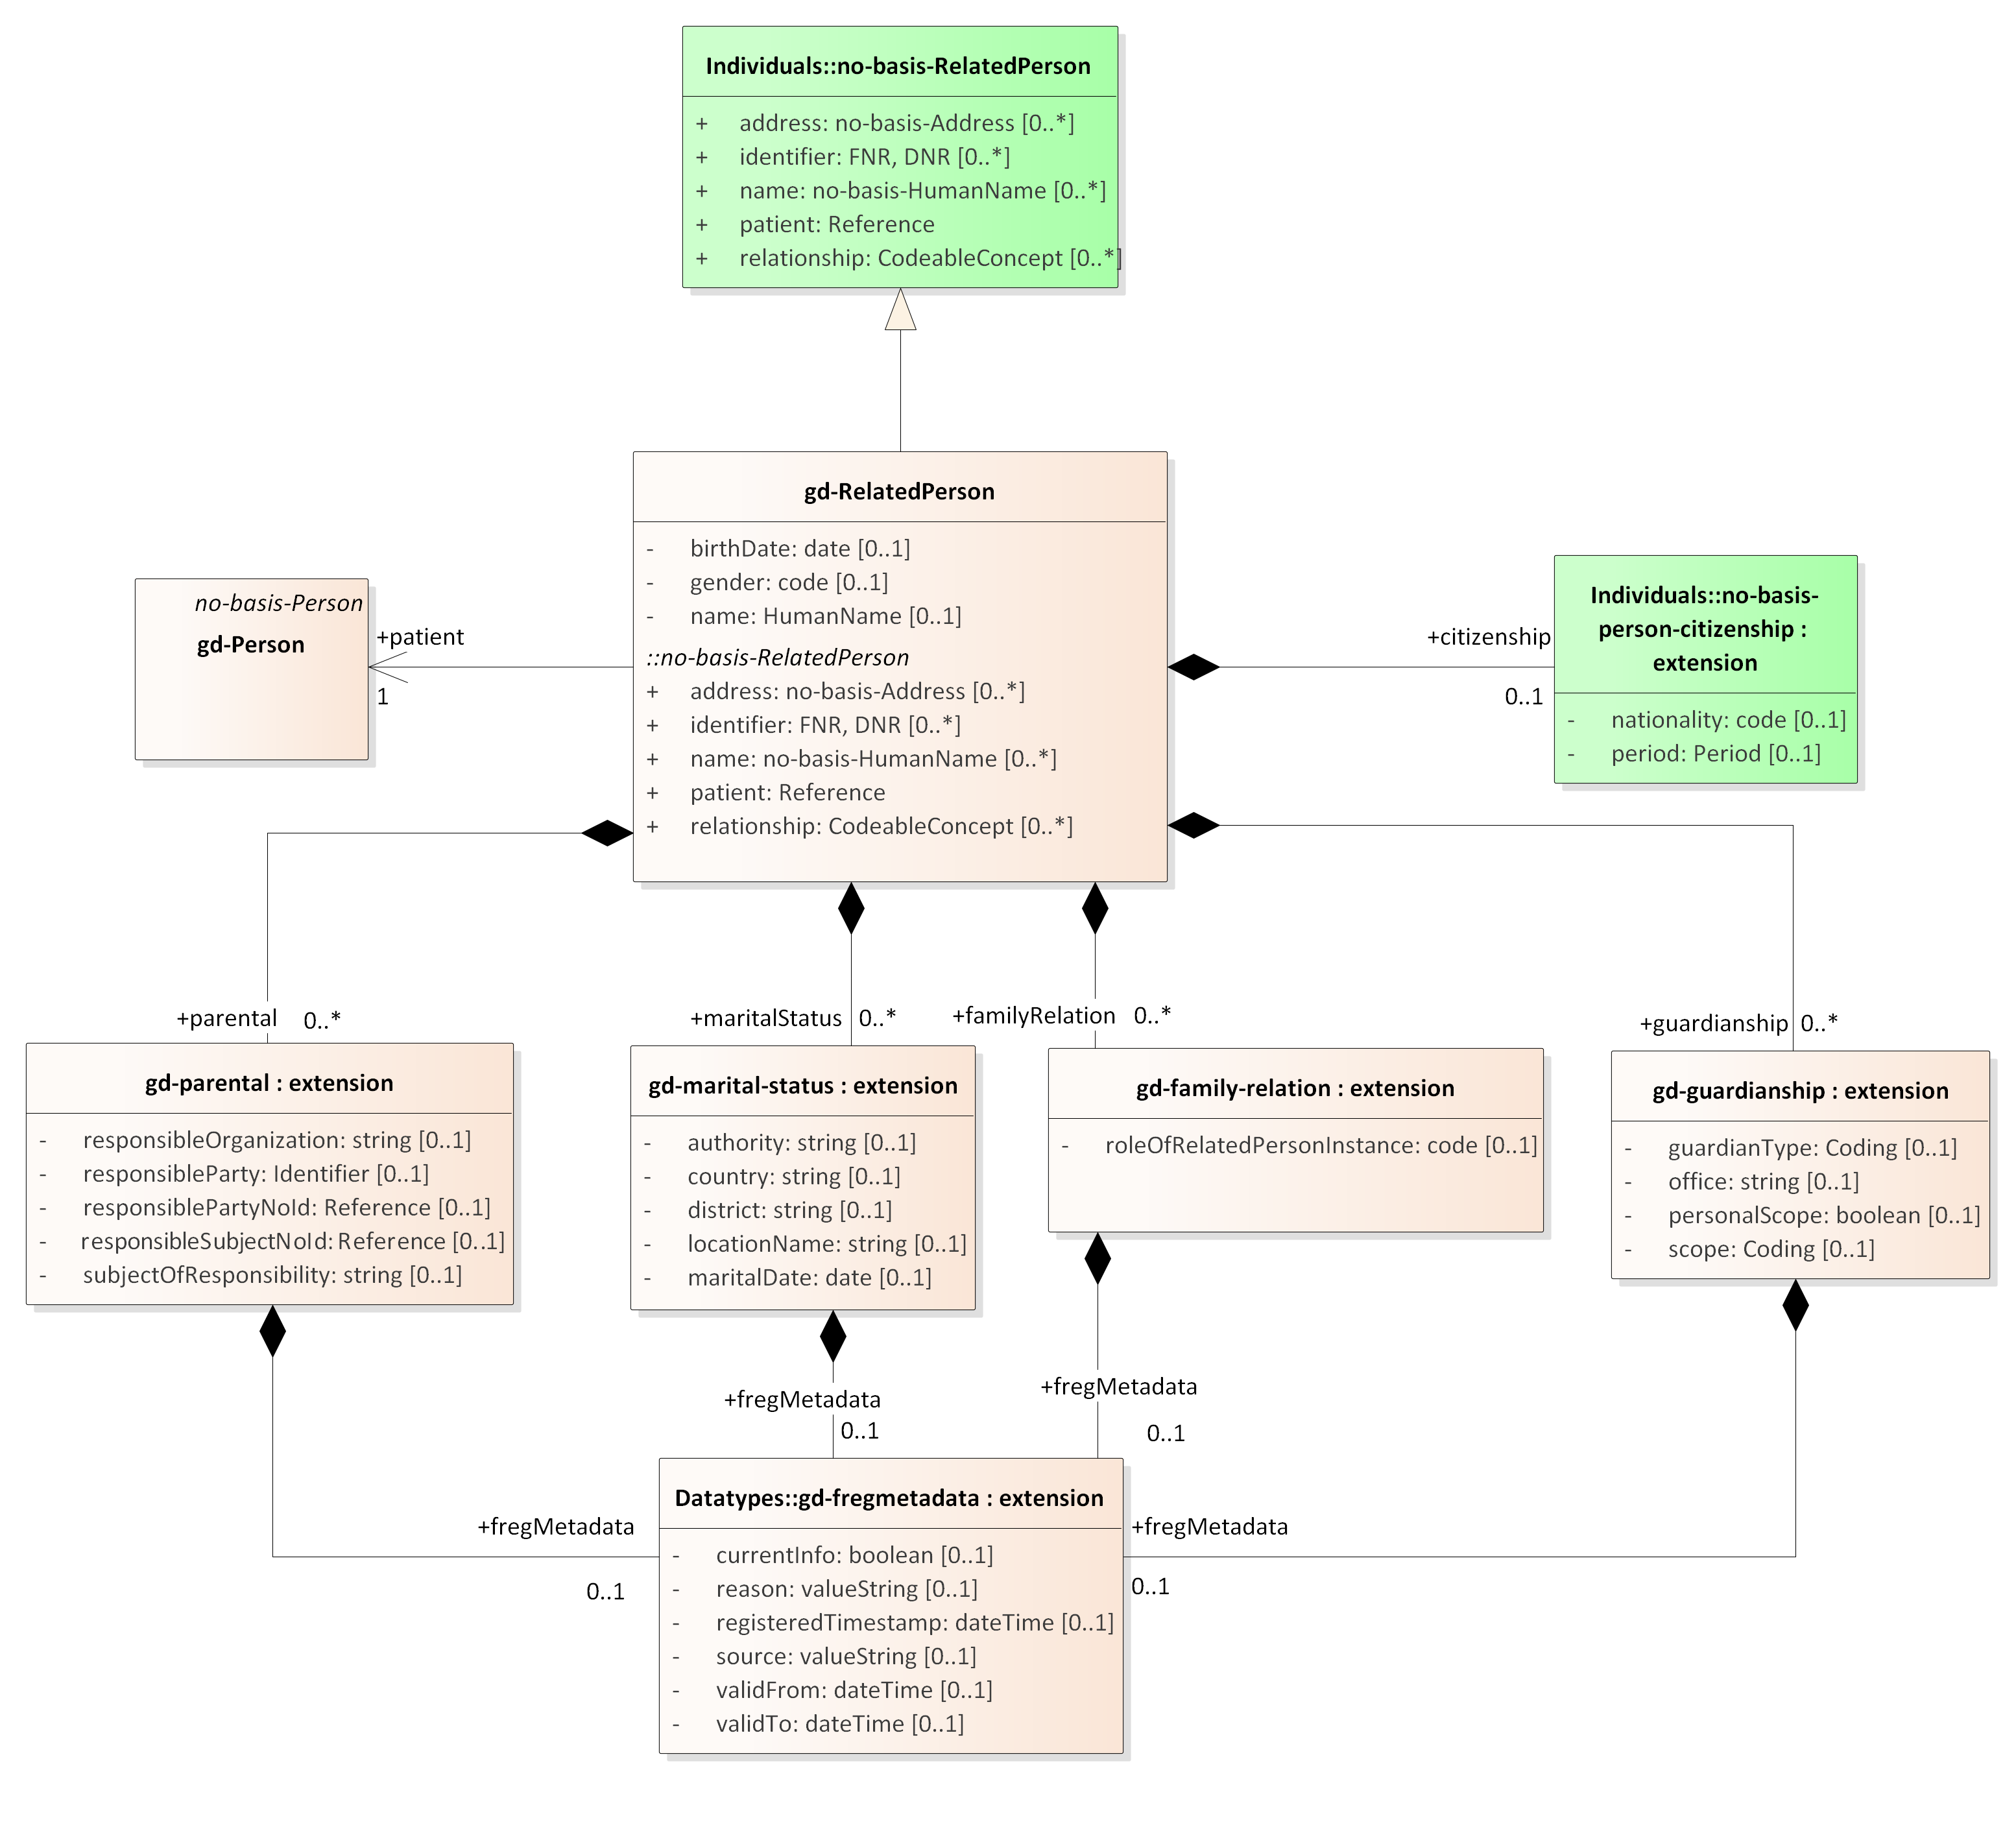 Individuals::no-basis-RelatedPerson
+ address: no-basis-Address [0..*]
+ identifier: FNR, DNR [0..*]
+ name: no-basis-HumanName [0..*]
+ patient: Reference
+ relationship: CodeableConcept [0..*]
gd-RelatedPerson
- birthDate: date [0..1]
- gender: code [0..1]
- name: HumanName [0..1]
::no-basis-RelatedPerson
+ address: no-basis-Address [0..*]
+ identifier: FNR, DNR [0..*]
+ name: no-basis-HumanName [0..*]
+ patient: Reference
+ relationship: CodeableConcept [0..*]
no-basis-Person
gd-Person
+patient
1
+citizenship
0..1
Individuals::no-basis-
person-citizenship :
extension
- nationality: code [0..1]
- period: Period [0..1]
+parental 0..*
+maritalStatus 0..*
+familyRelation 0..*
+guardianship 0..*
gd-parental : extension
- responsibleOrganization: string [0..1]
- responsibleParty: Identifier [0..1]
- responsiblePartyNoId: Reference [0..1]
- responsibleSubjectNoId: Reference [0..1]
- subjectOfResponsibility: string [0..1]
gd-marital-status : extension
- authority: string [0..1]
- country: string [0..1]
- district: string [0..1]
- locationName: string [0..1]
- maritalDate: date [0..1]
gd-family-relation : extension
- roleOfRelatedPersonInstance: code [0..1]
gd-guardianship : extension
- guardianType: Coding [0..1]
- office: string [0..1]
- personalScope: boolean [0..1]
- scope: Coding [0..1]
+fregMetadata
0..1
+fregMetadata
0..1
+fregMetadata
0..1
+fregMetadata
0..1
Datatypes::gd-fregmetadata : extension
- currentInfo: boolean [0..1]
- reason: valueString [0..1]
- registeredTimestamp: dateTime [0..1]
- source: valueString [0..1]
- validFrom: dateTime [0..1]
- validTo: dateTime [0..1]